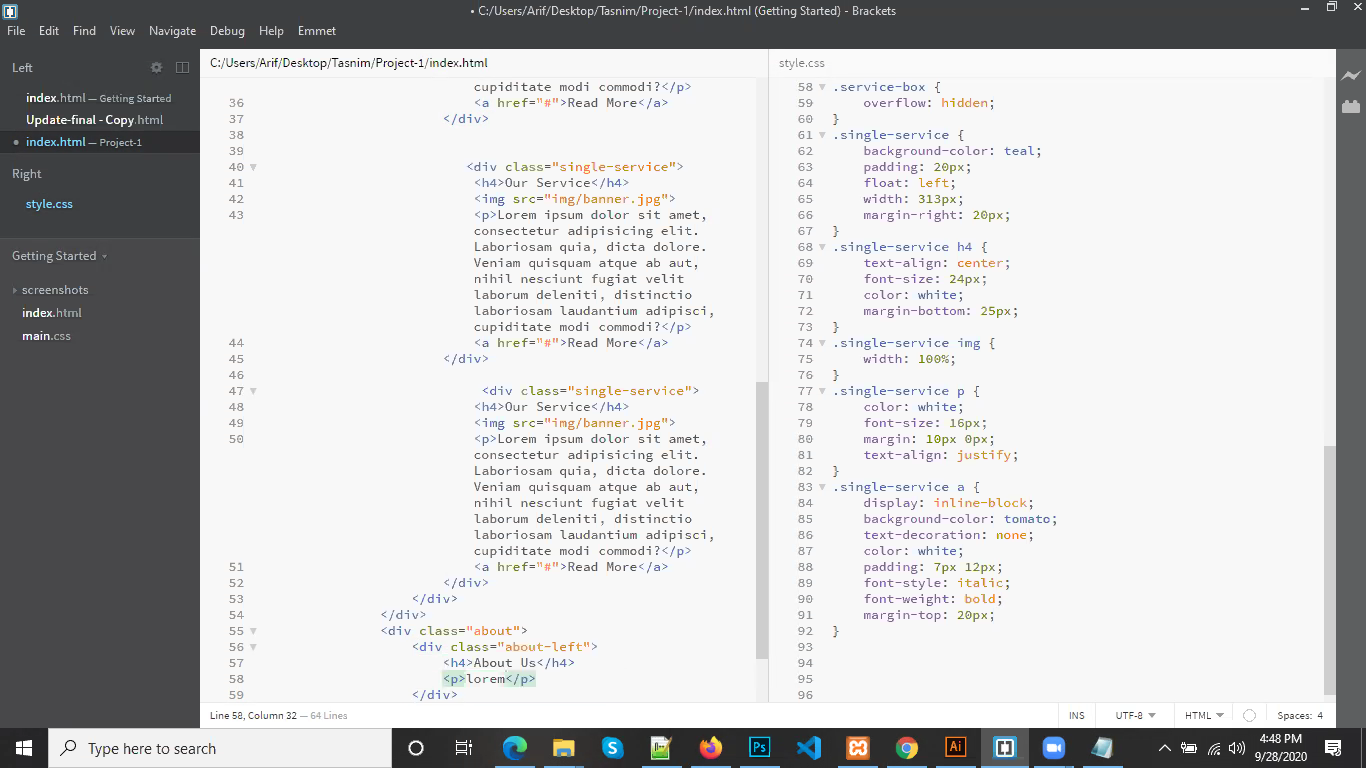 • C:/Users/Arif/Desktop/Tasnim/Project-1/index.html (Getting Started) - Brackets
File Edit Find View Navigate Debug Help Emmet
Left
index.html — Getting Started
Update-final - Copy.html
• index.html — Project-1
Right
style.css
Getting Started
screenshots
index.html
main.css
C:/Users/Arif/Desktop/Tasnim/Project-1/index.html
cupiditate modi commodi?</p>
36 <a href="#">Read More</a>
37 </div>
38
39
40 <div class="single-service">
41 <h4>Our Service</h4>
42 <img src="img/banner.jpg">
43 <p>Lorem ipsum dolor sit amet,
consectetur adipisicing elit.
Laboriosam quia, dicta dolore.
Veniam quisquam atque ab aut,
nihil nesciunt fugiat velit
laborum deleniti, distinctio
laboriosam laudantium adipisci,
cupiditate modi commodi?</p>
44 <a href="#">Read More</a>
45 </div>
46
47 <div class="single-service">
48 <h4>Our Service</h4>
49 <img src="img/banner.jpg">
50 <p>Lorem ipsum dolor sit amet,
consectetur adipisicing elit.
Laboriosam quia, dicta dolore.
Veniam quisquam atque ab aut,
nihil nesciunt fugiat velit
laborum deleniti, distinctio
laboriosam laudantium adipisci,
cupiditate modi commodi?</p>
51 <a href="#">Read More</a>
52 </div>
53 </div>
54 </div>
55 <div class="about">
56 <div class="about-left">
57 <h4>About Us</h4>
58 <p>lorem</p>
59 </div>
style.css
58 .service-box {
59 overflow: hidden;
60 }
61 .single-service {
62 background-color: teal;
63 padding: 20px;
64 float: left;
65 width: 313px;
66 margin-right: 20px;
67 }
68 .single-service h4 {
69 text-align: center;
70 font-size: 24px;
71 color: white;
72 margin-bottom: 25px;
73 }
74 .single-service img {
75 width: 100%;
76 }
77 .single-service p {
78 color: white;
79 font-size: 16px;
80 margin: 10px 0px;
81 text-align: justify;
82 }
83 .single-service a {
84 display: inline-block;
85 background-color: tomato;
86 text-decoration: none;
87 color: white;
88 padding: 7px 12px;
89 font-style: italic;
90 font-weight: bold;
91 margin-top: 20px;
92 }
93
94
95
96
Line 58, Column 32 — 64 Lines
INS UTF-8 HTML Spaces: 4
Type here to search
S
Ps
Ai
4:48 PM
9/28/2020